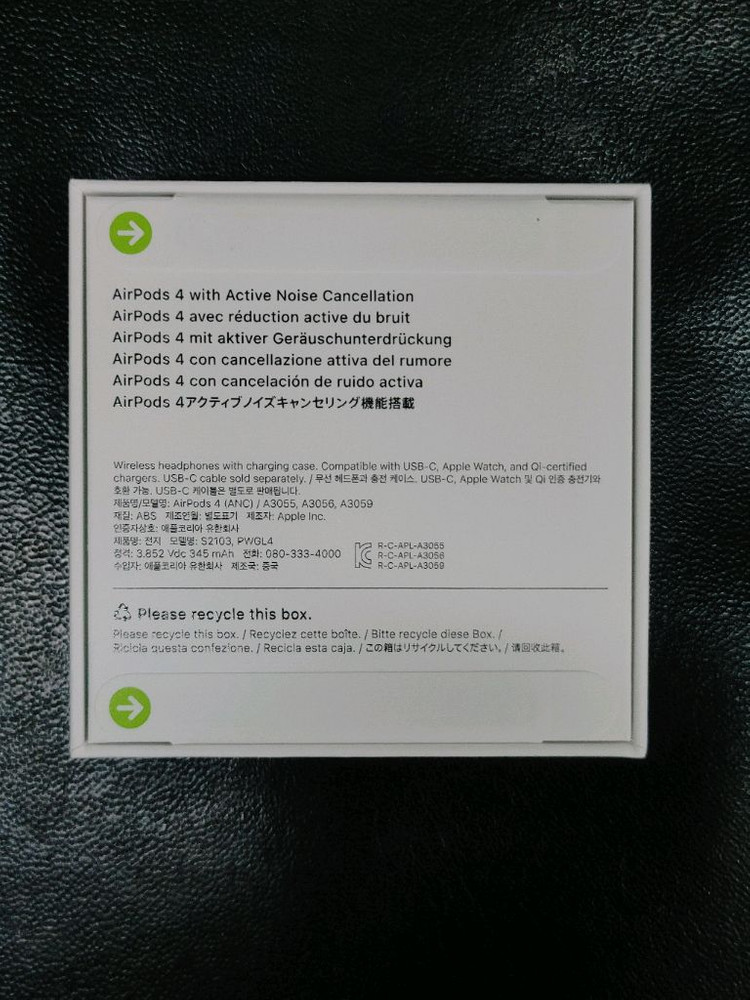 AirPods 4 with Active Noise Cancellation
AirPods 4 avec réduction active du bruit
AirPods 4 mit aktiver Geräuschunterdrückung
AirPods 4 con cancellazione attiva del rumore
AirPods 4 con cancelación de ruido activa
AirPods 4アクティブノイズキャンセリング機能搭載
Wireless headphones with charging case. Compatible with USB-C, Apple Watch, and Qi-certified
chargers. USB-C cable sold separately. / 무선 헤드폰과 충전 케이스. USB-C, Apple Watch 및 Qi 인증 충전기와
호환 가능. USB-C 케이블은 별도로 판매됩니다.
제품명/모델명: AirPods 4 (ANC) / A3055, A3056, A3059
재질: ABS 제조연월: 별도표기 제조자: Apple Inc.
인증자상호: 애플코리아 유한회사
제품명: 전지 모델명: S2103, PWGL4
정격: 3.852 Vdc 345 mAh 전화: 080-333-4000
수입자: 애플코리아 유한회사 제조국: 중국
R-C-APL-A3055
R-C-APL-A3056
R-C-APL-A3059
Please recycle this box.
Please recycle this box. / Recyclez cette boîte. / Bitte recycle diese Box. /
Ricicla questa confezione. / Recicla esta caja. / この箱はリサイクルしてください。/ 请回收此箱。